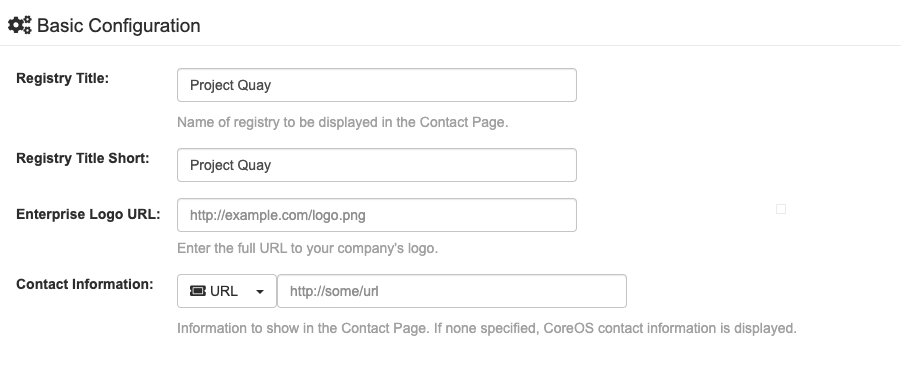 Basic Configuration
Registry Title:
Project Quay
Name of registry to be displayed in the Contact Page.
Registry Title Short:
Project Quay
Enterprise Logo URL:
http://example.com/logo.png
Enter the full URL to your company's logo.
Contact Information:
URL
http://some/url
Information to show in the Contact Page. If none specified, CoreOS contact information is displayed.